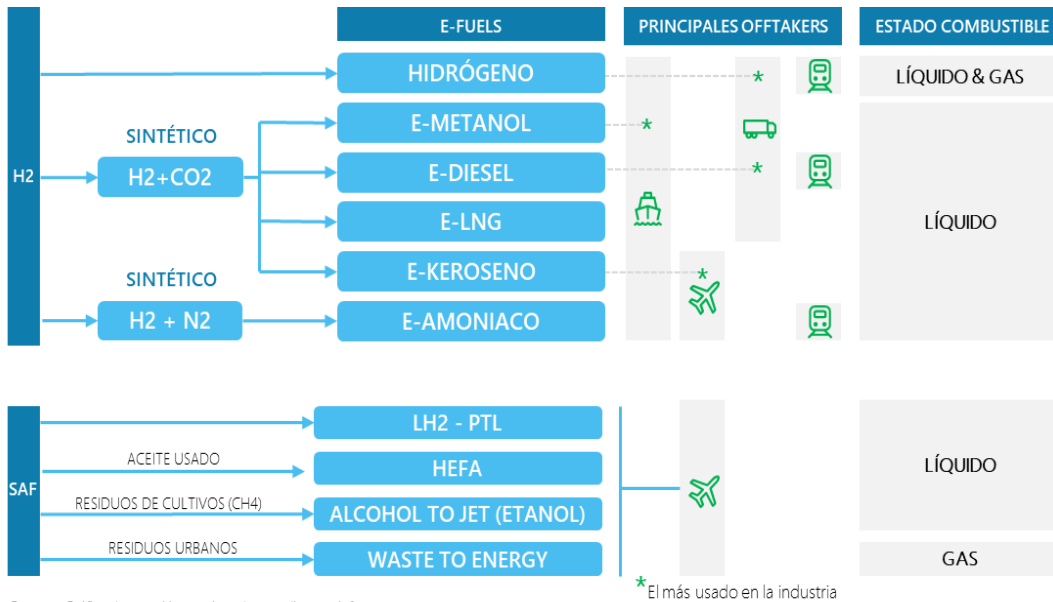 E-FUELS
PRINCIPALES OFFTAKERS
ESTADO COMBUSTIBLE
H2
HIDRÓGENO
*
LÍQUIDO & GAS
SINTÉTICO
H2+CO2
E-METANOL
*
E-DIESEL
*
E-LNG
LÍQUIDO
E-KEROSENO
*
SINTÉTICO
H2 + N2
E-AMONIACO
SAF
LH2 - PTL
ACEITE USADO
HEFA
LÍQUIDO
RESIDUOS DE CULTIVOS (CH4)
ALCOHOL TO JET (ETANOL)
RESIDUOS URBANOS
WASTE TO ENERGY
GAS
*El más usado en la industria